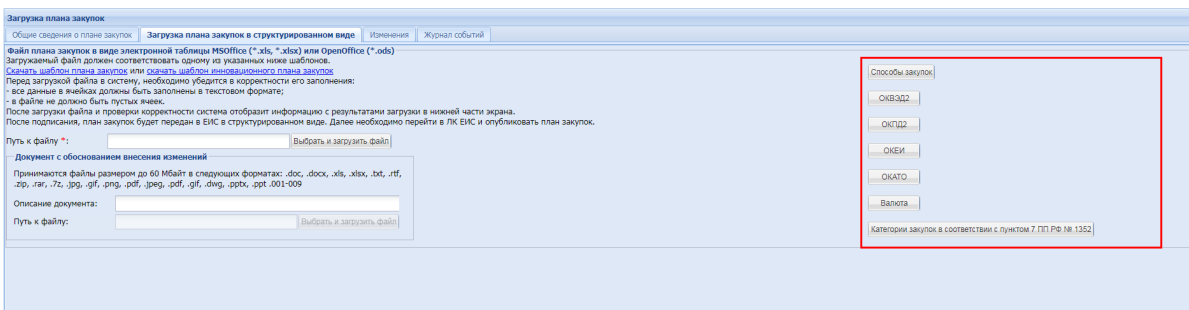 Загрузка плана закупок
Общие сведения о плане закупок
Загрузка плана закупок в структурированном виде
Изменения
Журнал событий
Файл плана закупок в виде электронной таблицы MSOffice (*.xls, *.xlsx) или OpenOffice (*.ods)
Загружаемый файл должен соответствовать одному из указанных ниже шаблонов.
Скачать шаблон плана закупок или скачать шаблон инновационного плана закупок
Перед загрузкой файла в систему, необходимо убедится в корректности его заполнения:
- все данные в ячейках должны быть заполнены в текстовом формате;
- в файле не должно быть пустых ячеек.
После загрузки файла и проверки корректности система отобразит информацию с результатами загрузки в нижней части экрана.
После подписания, план закупок будет передан в ЕИС в структурированном виде. Далее необходимо перейти в ЛК ЕИС и опубликовать план закупок.
Путь к файлу *:
Выбрать и загрузить файл
Документ с обоснованием внесения изменений
Принимаются файлы размером до 60 Мбайт в следующих форматах: .doc, .docx, .xls, .xlsx, .txt, .rtf,
.zip, .rar, .7z, .jpg, .gif, .png, .pdf, .jpeg, .pdf, .gif, .dwg, .pptx, .ppt .001-009
Описание документа:
Путь к файлу:
Выбрать и загрузить файл
Способы закупок
ОКВЭД2
ОКПД2
ОКЕИ
ОКАТО
Валюта
Категории закупок в соответствии с пунктом 7 ПП РФ № 1352